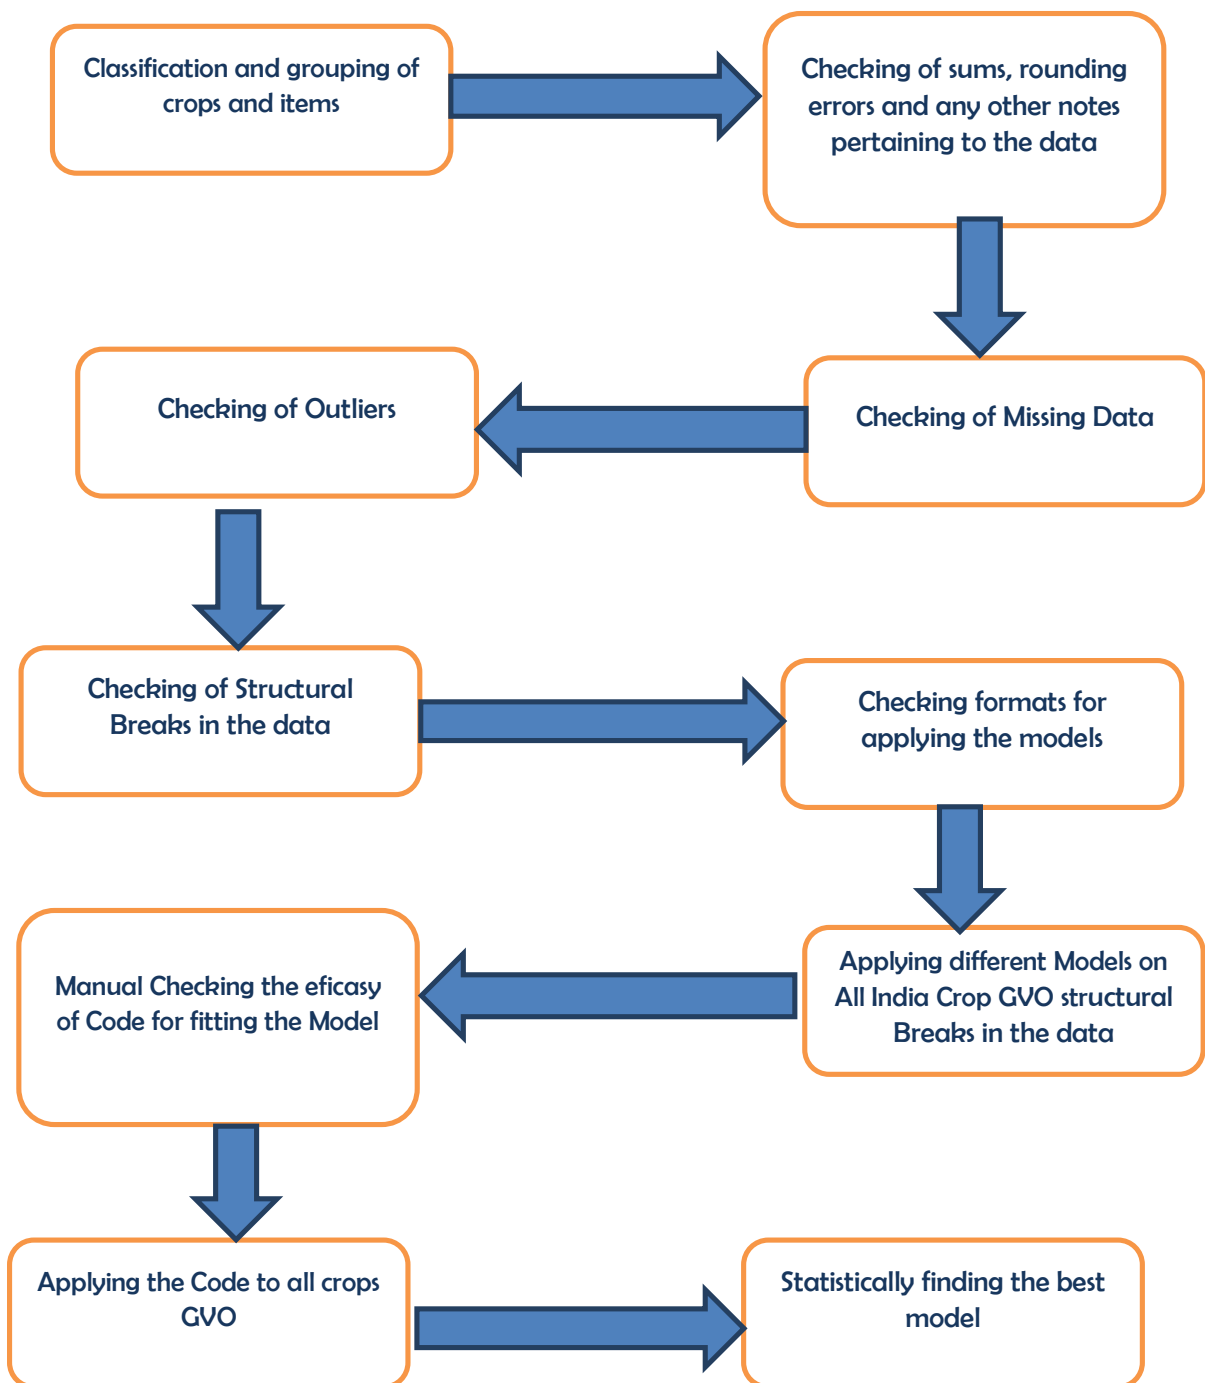 Classification and grouping of
crops and items
Checking of sums, rounding
errors and any other notes
pertaining to the data
Checking of Missing Data
Checking of Outliers
Checking of Structural
Breaks in the data
Checking formats for
applying the models
Applying different Models on
All India Crop GVO structural
Breaks in the data
Manual Checking the eficasy
of Code for fitting the Model
Applying the Code to all crops
GVO
Statistically finding the best
model